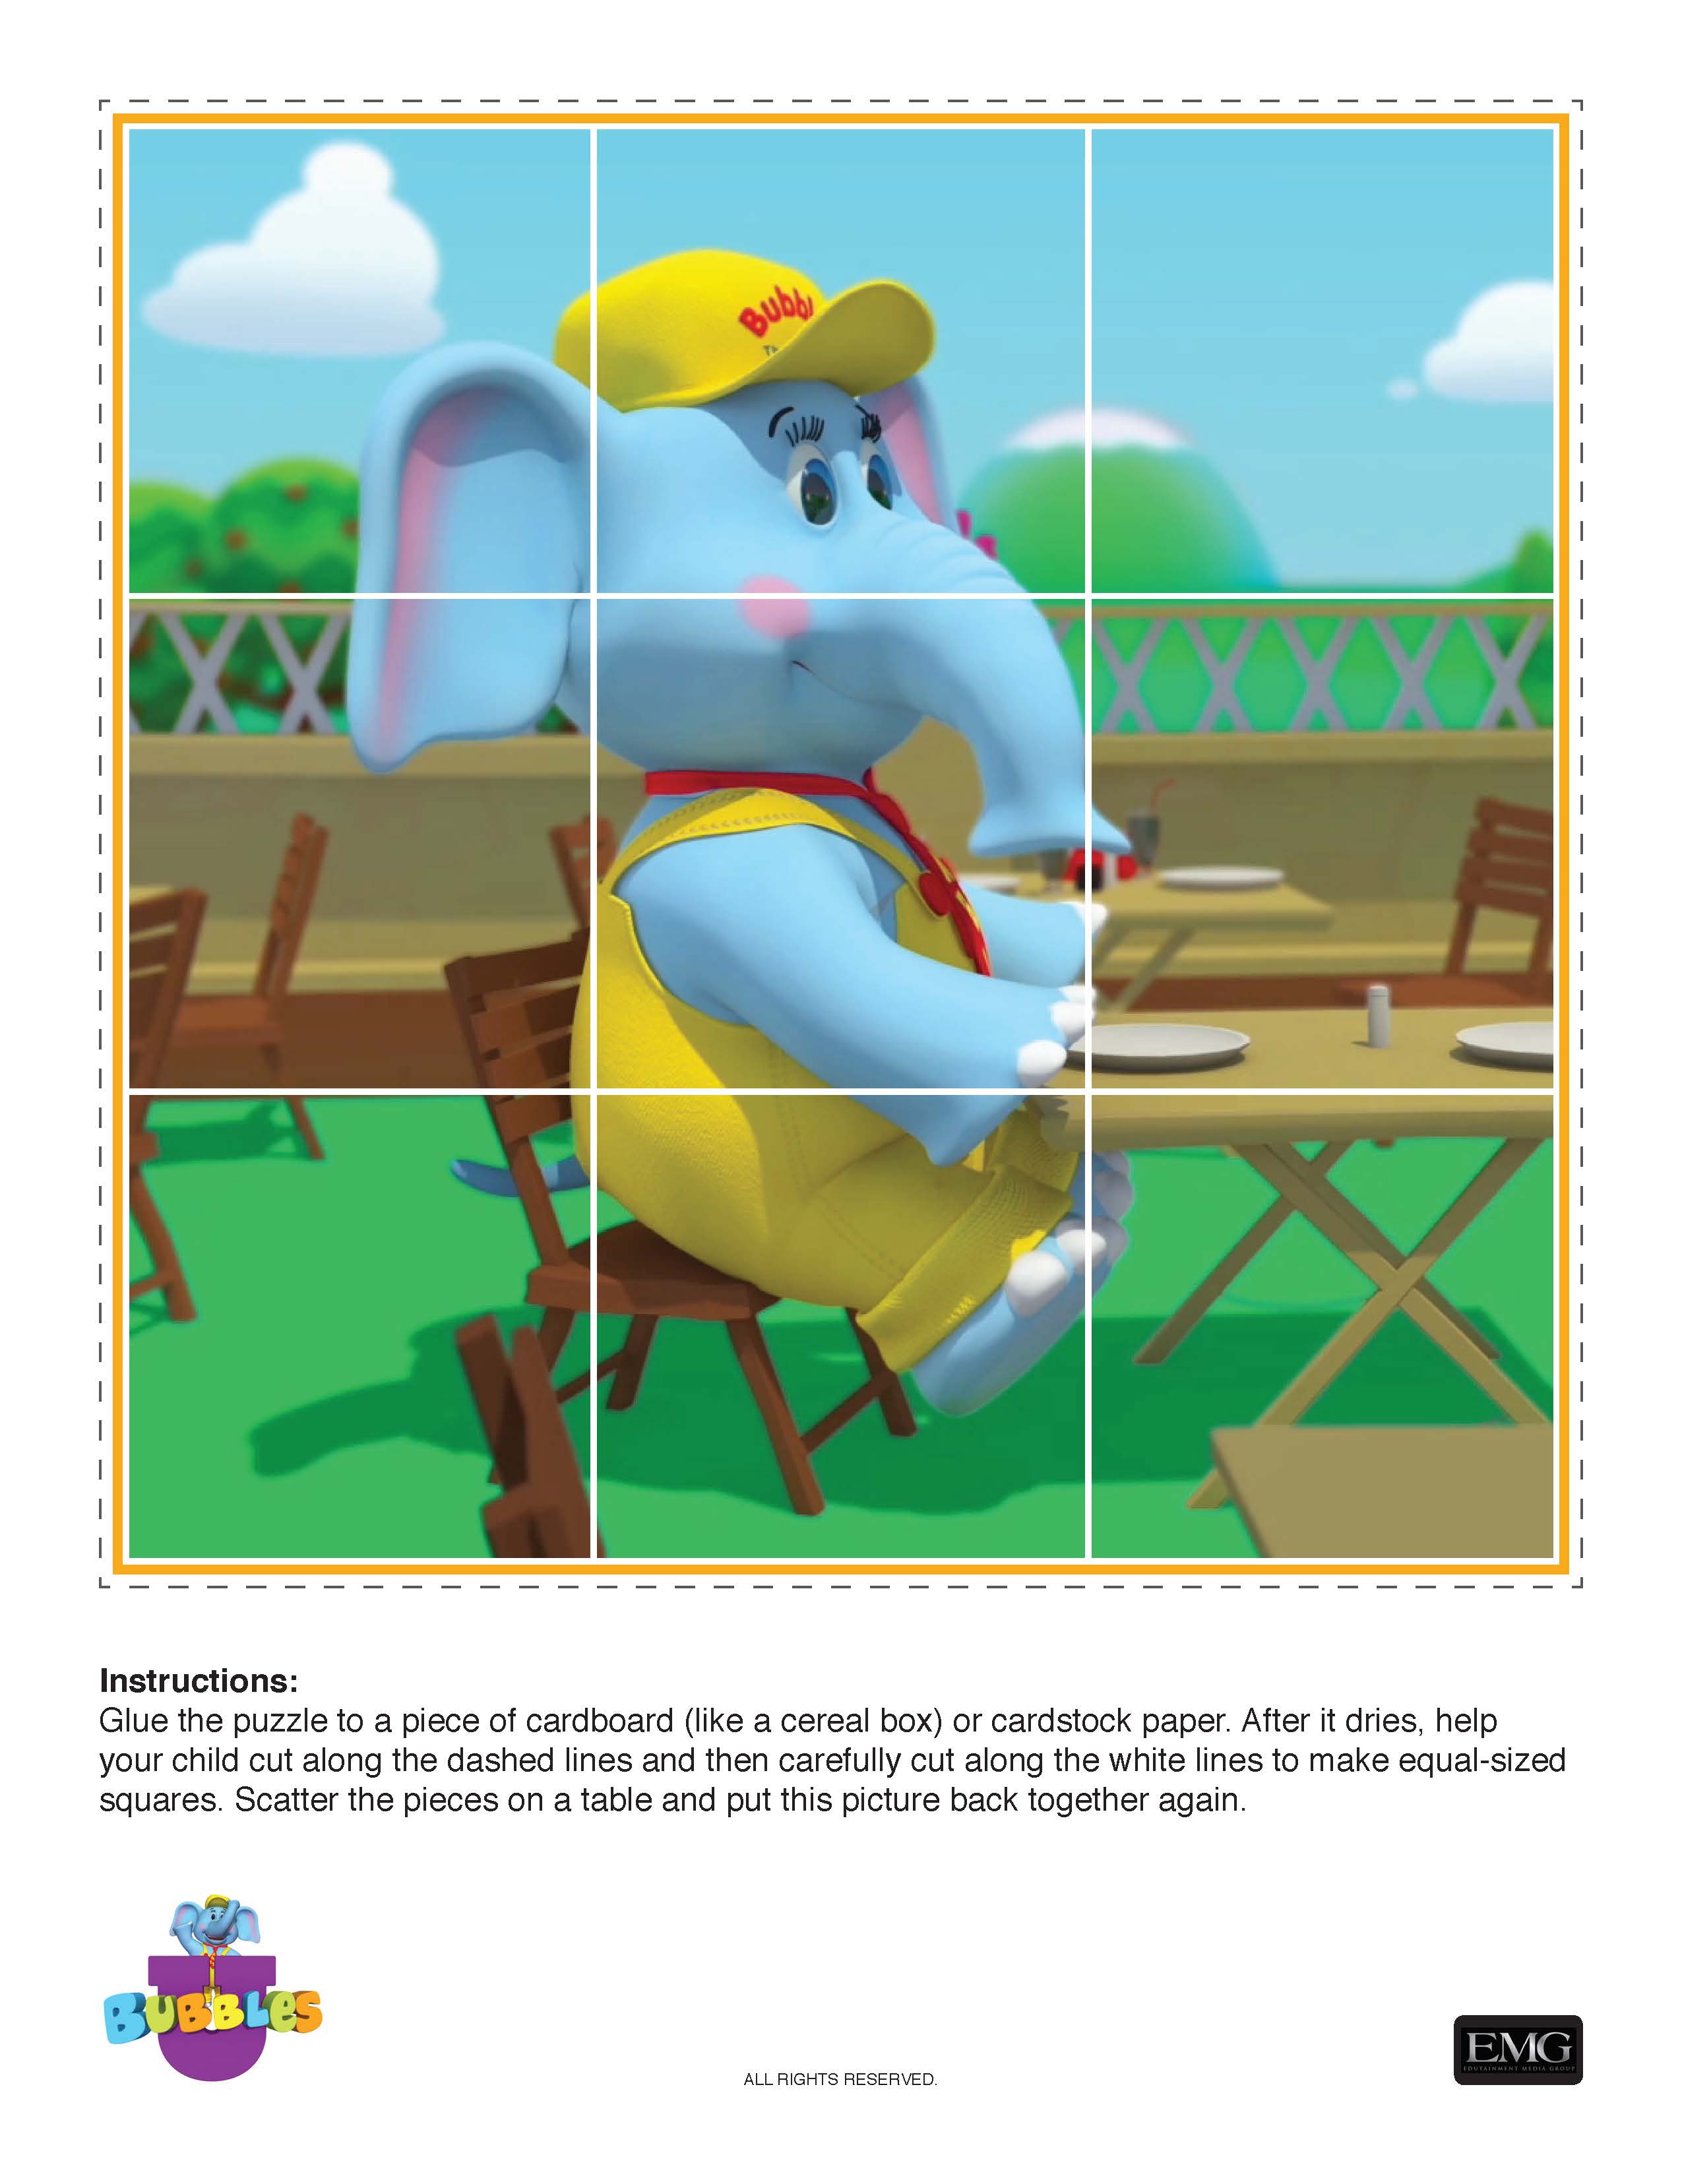 Bubbl
Th
Instructions:
Glue the puzzle to a piece of cardboard (like a cereal box) or cardstock paper. After it dries, help
your child cut along the dashed lines and then carefully cut along the white lines to make equal-sized
squares. Scatter the pieces on a table and put this picture back together again.
U
BUBBLES
ALL RIGHTS RESERVED.
EMG
EDUTAINMENT MEDIA GROUP